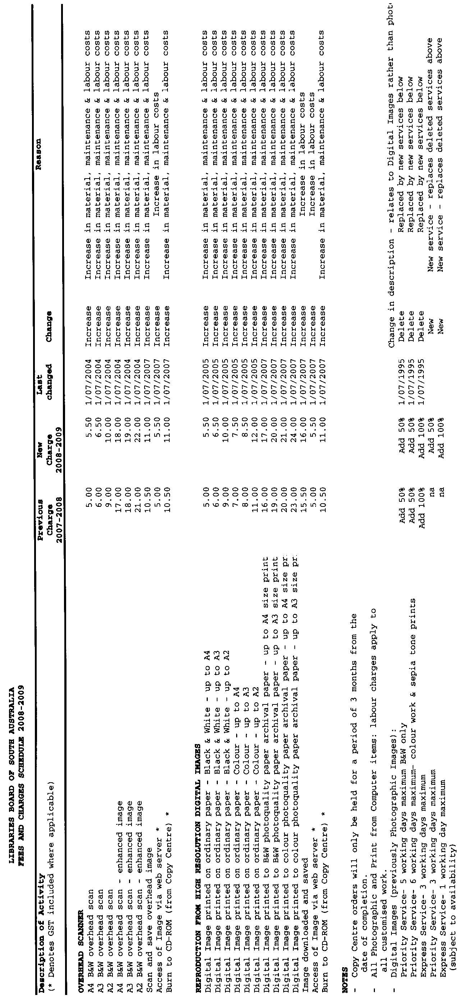 LIBRARIES BOARD OF SOUTH AUSTRALIA
FEES AND CHARGES SCHEDULE 2008-2009
Description of Activity Previous New Last Change Reason
(* Denotes GST included where applicable) Charge Charge changed
2007-2008 2008-2009
OVERHEAD SCANNER
A4 B&W overhead scan 5.00 5.50 1/07/2004 Increase Increase in material, maintenance & labour costs
A3 B&W overhead scan 6.00 6.50 1/07/2004 Increase Increase in material, maintenance & labour costs
A2 B&W overhead scan 9.00 10.00 1/07/2004 Increase Increase in material, maintenance & labour costs
A4 B&W overhead scan - enhanced image 17.00 18.00 1/07/2004 Increase Increase in material, maintenance & labour costs
A3 B&W overhead scan - enhanced image 18.00 19.00 1/07/2004 Increase Increase in material, maintenance & labour costs
A2 B&W overhead scan - enhanced image 21.00 22.00 1/07/2004 Increase Increase in material, maintenance & labour costs
Scan and save overhead image 10.50 11.00 1/07/2007 Increase Increase in material, maintenance & labour costs
Access of Image via web server * 5.00 5.50 1/07/2007 Increase Increase in labour costs
Burn to CD-ROM (from Copy Centre) * 10.50 11.00 1/07/2007 Increase Increase in material, maintenance & labour costs
REPRODUCTION FROM HIGH RESOLUTION DIGITAL IMAGES
Digital Image printed on ordinary paper - Black & White - up to A4 5.00 5.50 1/07/2005 Increase Increase in material, maintenance & labour costs
Digital Image printed on ordinary paper - Black & White - up to A3 6.00 6.50 1/07/2005 Increase Increase in material, maintenance & labour costs
Digital Image printed on ordinary paper - Black & White - up to A2 9.00 10.00 1/07/2005 Increase Increase in material, maintenance & labour costs
Digital Image printed on ordinary paper - Colour - up to A4 7.00 7.50 1/07/2005 Increase Increase in material, maintenance & labour costs
Digital Image printed on ordinary paper - Colour - up to A3 8.00 8.50 1/07/2005 Increase Increase in material, maintenance & labour costs
Digital Image printed on ordinary paper - Colour - up to A2 11.00 12.00 1/07/2005 Increase Increase in material, maintenance & labour costs
Digital Image printed to B&W photoquality paper archival paper - up to A4 size print 16.00 17.00 1/07/2007 Increase Increase in material, maintenance & labour costs
Digital Image printed to B&W photoquality paper archival paper - up to A3 size print 19.00 20.00 1/07/2007 Increase Increase in material, maintenance & labour costs
Digital Image printed to colour photoquality paper archival paper - up to A4 size pr 20.00 21.00 1/07/2007 Increase Increase in material, maintenance & labour costs
Digital Image printed to colour photoquality paper archival paper - up to A3 size pr 23.00 24.00 1/07/2007 Increase Increase in material, maintenance & labour costs
Image downloaded and saved 15.50 16.00 1/07/2007 Increase Increase in labour costs
Access of Image via web server * 5.00 5.50 1/07/2007 Increase Increase in labour costs
Burn to CD-ROM (from Copy Centre) * 10.50 11.00 1/07/2007 Increase Increase in material, maintenance & labour costs
NOTES
- Copy Centre orders will only be held for a period of 3 months from the
date of completion.
- All Photographic and Print from Computer items: labour charges apply to
all customised work.
- Digital Images (previously Photographic Images): Change in description - relates to Digital Images rather than phot
Priority Service- 5 working days maximum B&W only Add 50% Add 50% 1/07/1995 Delete Replaced by new services below
Priority Service- 6 working days maximum- colour work & sepia tone prints Add 50% Add 50% 1/07/1995 Delete Replaced by new services below
Express Service- 3 working days maximum Add 100% Add 100% 1/07/1995 Delete Replaced by new services below
Priority Service- 3 working days maximum na Add 50% New New service - replaces deleted services above
Express Service- 1 working day maximum na Add 100% New New service - replaces deleted services above
(subject to availability)